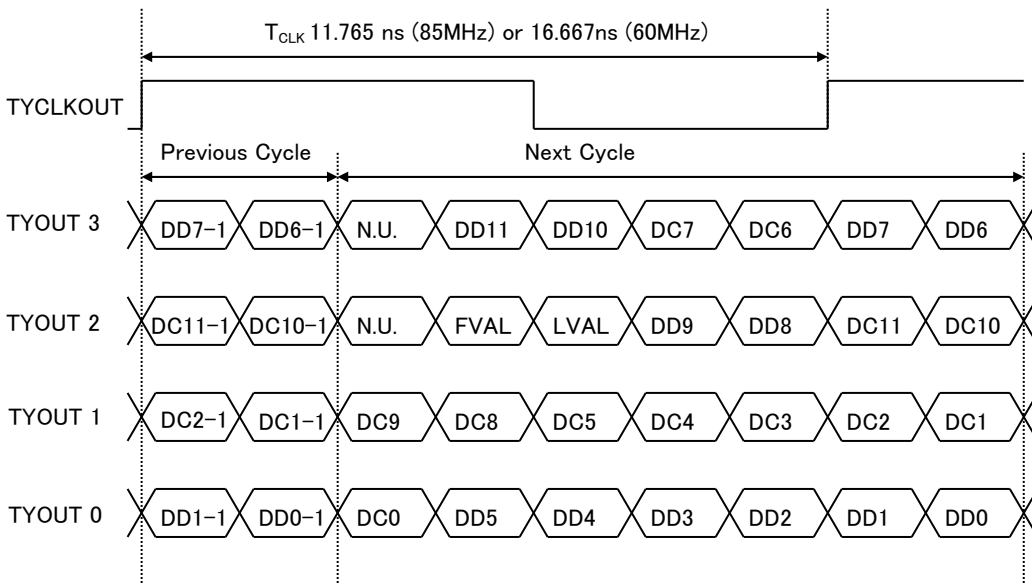 TCLK 11.765 ns (85MHz) or 16.667ns (60MHz)
TYCLKOUT
Previous Cycle Next Cycle
TYOUT 3 DD7-1 DD6-1 N.U. DD11 DD10 DC7 DC6 DD7 DD6
TYOUT 2 DC11-1 DC10-1 N.U. FVAL LVAL DD9 DD8 DC11 DC10
TYOUT 1 DC2-1 DC1-1 DC9 DC8 DC5 DC4 DC3 DC2 DC1
TYOUT 0 DD1-1 DD0-1 DC0 DD5 DD4 DD3 DD2 DD1 DD0